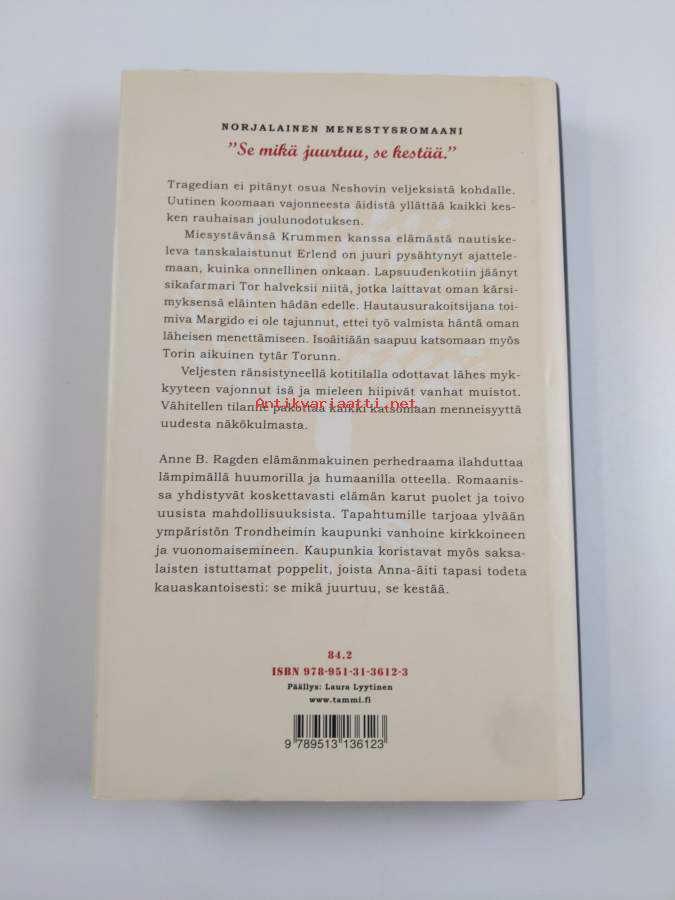 NORJALAINEN MENESTYSROMAANI
"Se mikä juurtuu, se kestää."
Tragedian ei pitänyt osua Neshovin veljeksistä kohdalle.
Uutinen koomaan vajonneesta äidistä yllättää kaikki kes-
ken rauhaisan joulunodotuksen.
Miesystävänsä Krummen kanssa elämästä nautiske-
leva tanskalaistunut Erlend on juuri pysähtynyt ajattele-
maan, kuinka onnellinen onkaan. Lapsuudenkotiin jäänyt
sikafarmari Tor halveksii niitä, jotka laittavat oman kärsi-
myksensä eläinten hädän edelle. Hautausurakoitsijana toi-
miva Margido ei ole tajunnut, ettei työ valmista häntä oman
läheisen menettämiseen. Isoäitiään saapuu katsomaan myös
Torin aikuinen tytär Torunn.
Veljesten ränsistyneellä kotitilalla odottavat lähes myk-
kyyteen vajonnut isä ja mieleen hiipivät vanhat muistot.
Vähitellen tilanne pakottaa kaikki katsomaan menneisyyttä
Antikvariaatti.net
uudesta näkökulmasta.
Anne B. Ragden elämänmakuinen perhedraama ilahduttaa
lämpimällä huumorilla ja humaanilla otteella. Romaanis-
sa yhdistyvät koskettavasti elämän karut puolet ja toivo
uusista mahdollisuuksista. Tapahtumille tarjoaa ylvään
ympäristön Trondheimin kaupunki vanhoine kirkkoineen
ja vuonomaisemineen. Kaupunkia koristavat myös saksa-
laisten istuttamat poppelit, joista Anna-äiti tapasi todeta
kauaskantoisesti: se mikä juurtuu, se kestää.
84.2
ISBN 978-951-31-3612-3
Päällys: Laura Lyytinen
www.tammi.fi
9 789513 136123